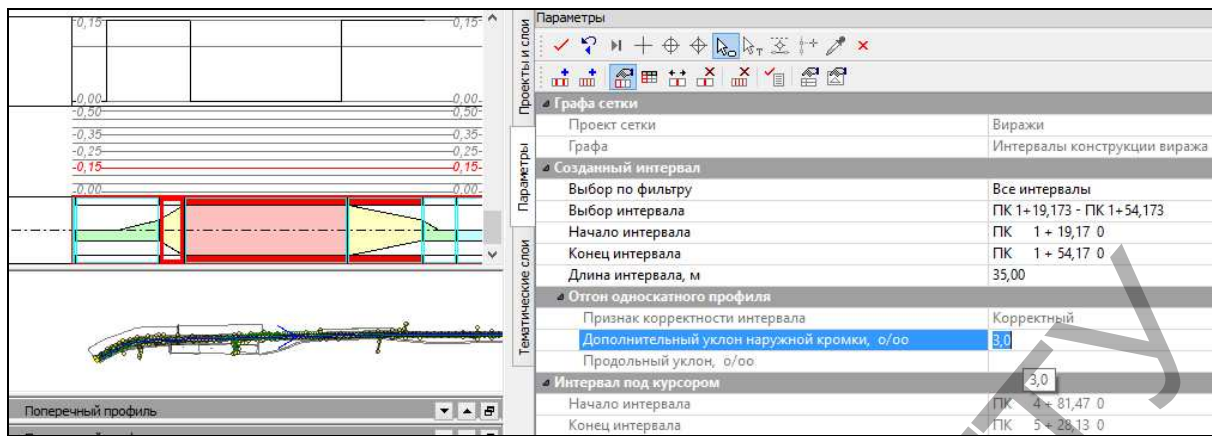 -0,15 0,15-
-0,00 0,00-
-0,50 0,50-
-0,35 0,35-
-0,25 0,25-
-0,15 0,15-
-0,00 0,00-
Поперечный профиль
Проекты и слои
Параметры
Тематические слои
Параметры
Графа сетки
Проект сетки Виражи
Графа Интервалы конструкции виража
Созданный интервал
Выбор по фильтру Все интервалы
Выбор интервала ПК 1+19,173 - ПК 1+54,173
Начало интервала ПК 1 + 19,17 0
Конец интервала ПК 1 + 54,17 0
Длина интервала, м 35,00
Отгон односкатного профиля
Признак корректности интервала Корректный
Дополнительный уклон наружной кромки, о/оо 3,0
Продольный уклон, о/оо
3,0
Интервал под курсором
Начало интервала ПК 4 + 81,47 0
Конец интервала ПК 5 + 28,13 0